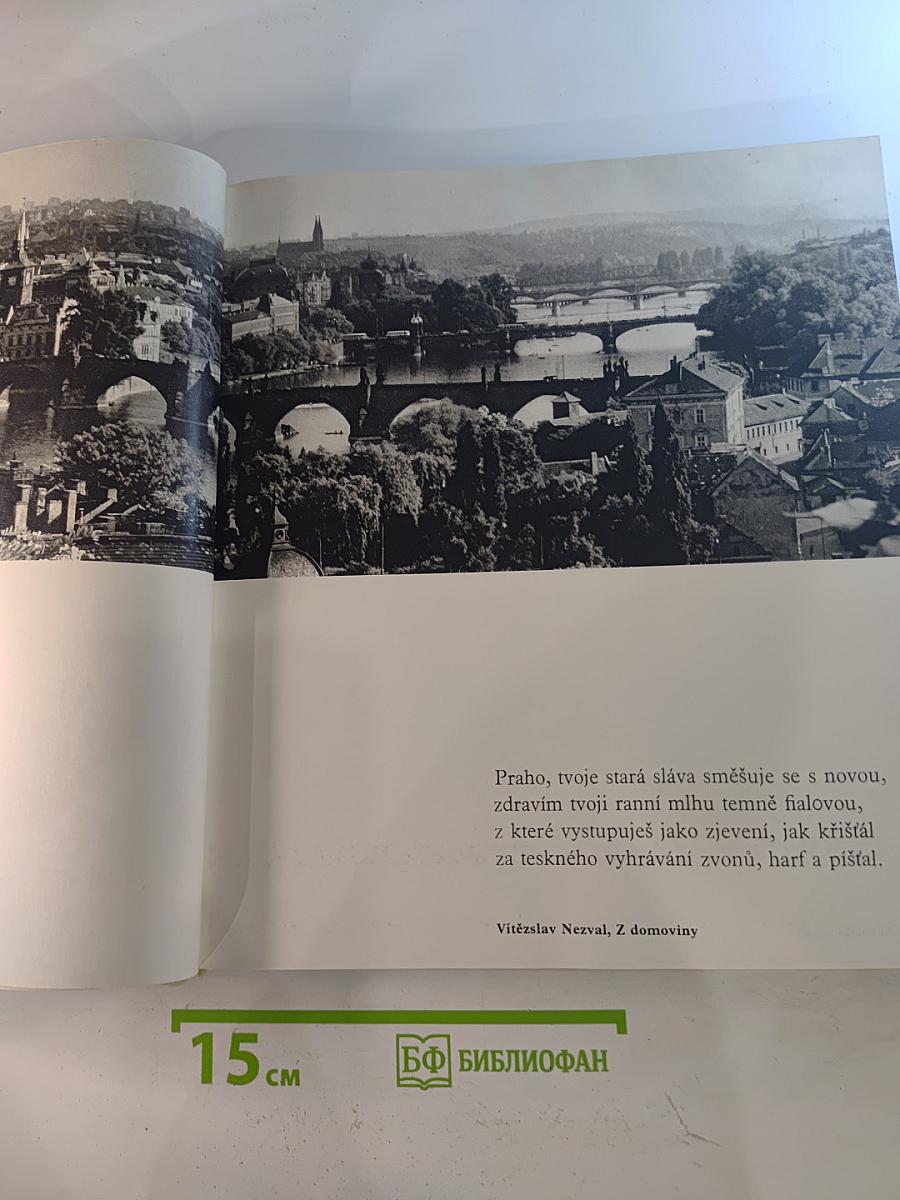 Praho, tvoje stará sláva směšuje se s novou,
zdravím tvoji ranní mlhu temně fialovou,
z které vystupuješ jako zjevení, jak křišťál
za teskného vyhrávání zvonů, harf a píšťal.
Vítězslav Nezval, Z domoviny
15 см
БФ БИБЛИОФАН